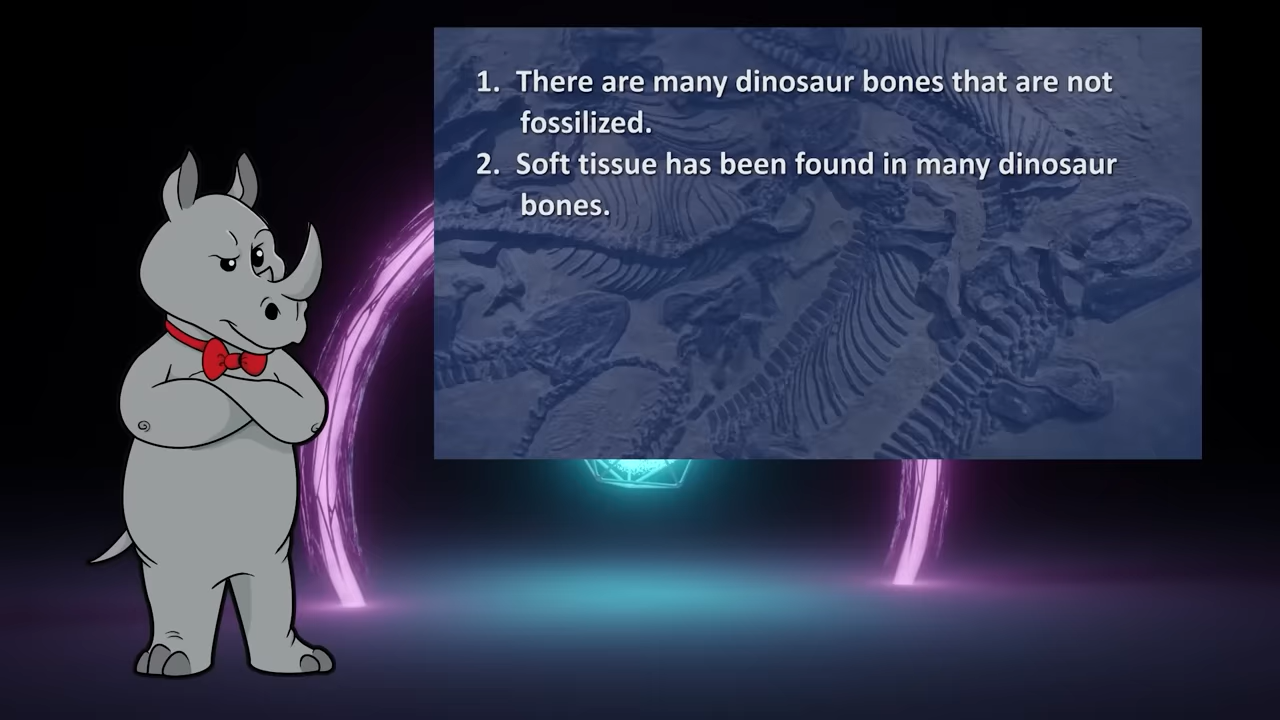 1. There are many dinosaur bones that are not
fossilized.
2. Soft tissue has been found in many dinosaur
bones.